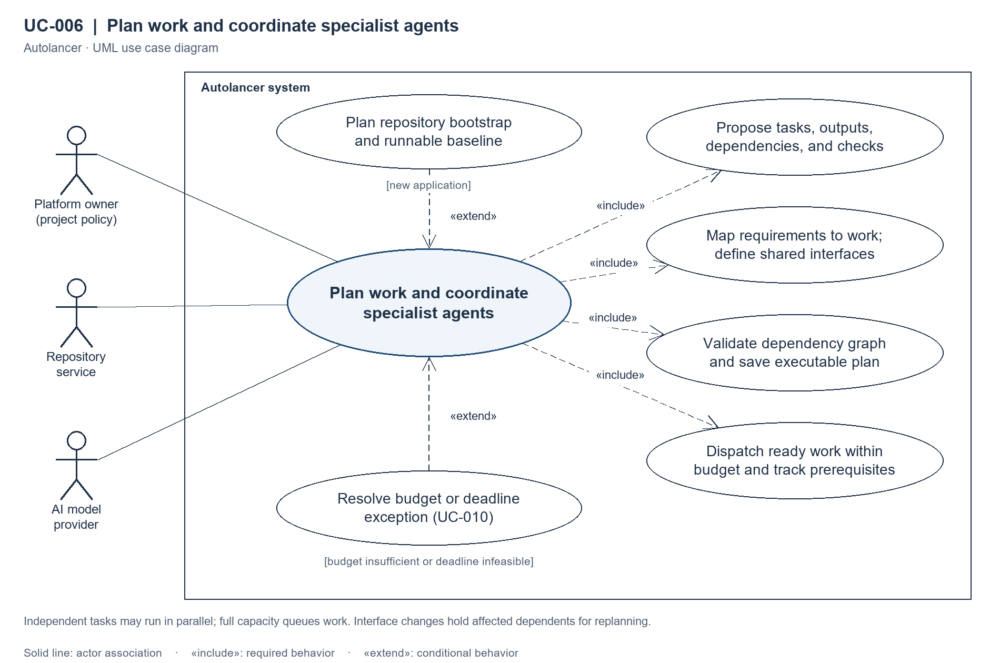 UC-006 | Plan work and coordinate specialist agents
Autolancer · UML use case diagram
Autolancer system
Platform owner
(project policy)
Repository
service
AI model
provider
Plan repository bootstrap
and runnable baseline
[new application]
«extend»
Plan work and coordinate
specialist agents
«extend»
Resolve budget or deadline
exception (UC-010)
[budget insufficient or deadline infeasible]
«include»
«include»
«include»
«include»
Propose tasks, outputs,
dependencies, and checks
Map requirements to work;
define shared interfaces
Validate dependency graph
and save executable plan
Dispatch ready work within
budget and track prerequisites
Independent tasks may run in parallel; full capacity queues work. Interface changes hold affected dependents for replanning.
Solid line: actor association · «include»: required behavior · «extend»: conditional behavior